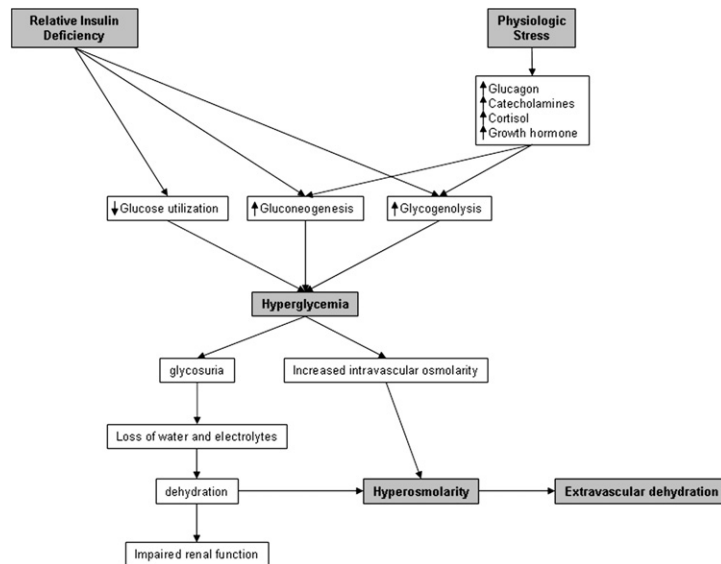 Relative Insulin
Deficiency
Physiologic
Stress
↑Glucagon
↑Catecholamines
↑Cortisol
↑Growth hormone
↓Glucose utilization
↑Gluconeogenesis
↑Glycogenolysis
Hyperglycemia
glycosuria
Increased intravascular osmolarity
Loss of water and electrolytes
dehydration
Hyperosmolarity
Extravascular dehydration
Impaired renal function